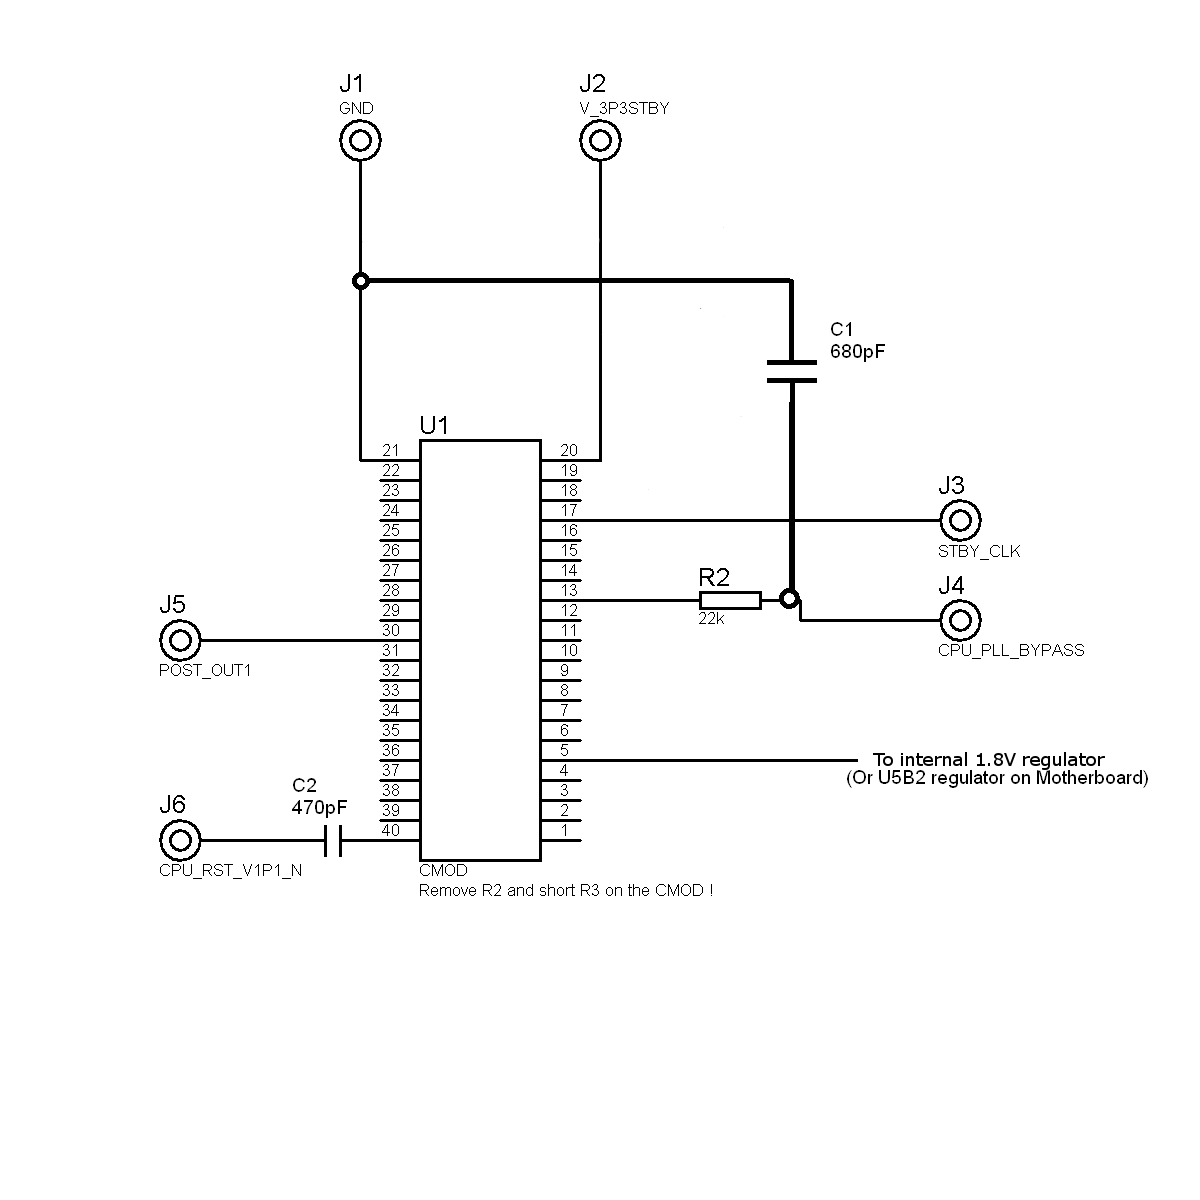 J1
GND
J2
V_3P3STBY
C1
680pF
U1
21
22
23
24
25
26
27
28
29
30
31
32
33
34
35
36
37
38
39
40
20
19
18
17
16
15
14
13
12
11
10
9
8
7
6
5
4
3
2
1
J3
STBY_CLK
R2
22k
J4
CPU_PLL_BYPASS
J5
POST_OUT1
To internal 1.8V regulator
(Or U5B2 regulator on Motherboard)
C2
470pF
J6
CPU_RST_V1P1_N
CMOD
Remove R2 and short R3 on the CMOD !